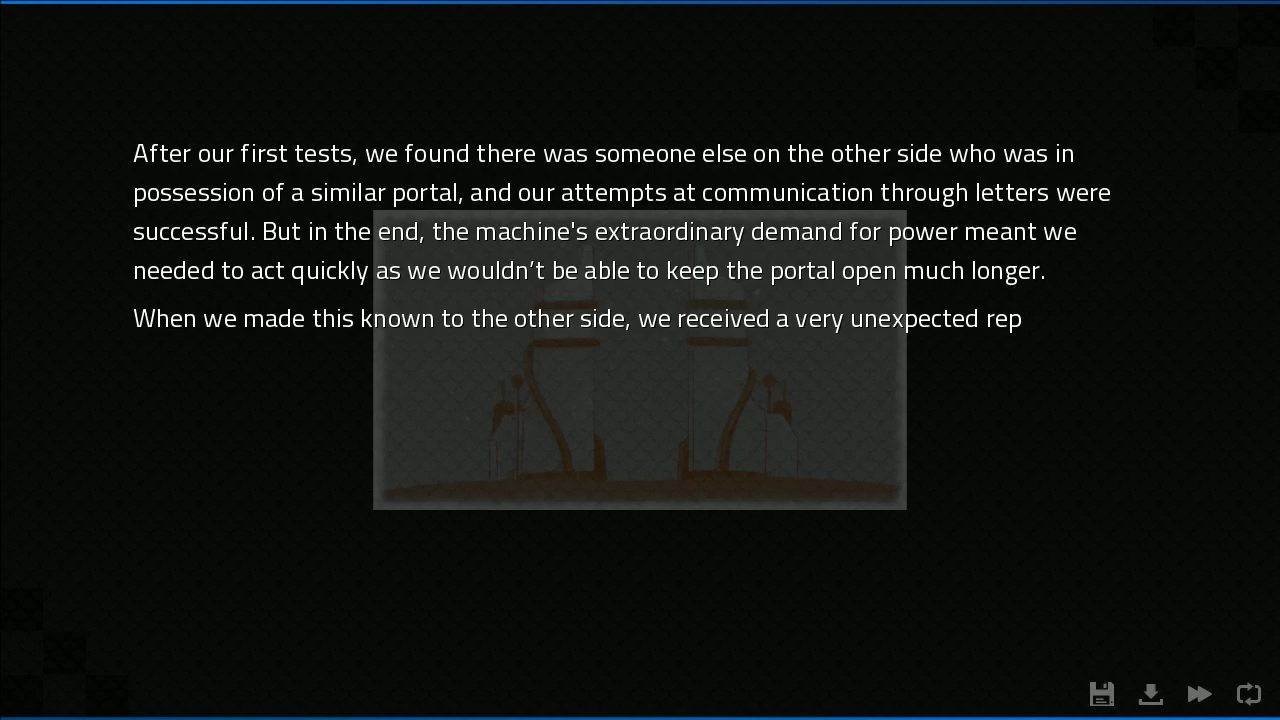 After our first tests, we found there was someone else on the other side who was in
possession of a similar portal, and our attempts at communication through letters were
successful. But in the end, the machine's extraordinary demand for power meant we
needed to act quickly as we wouldn’t be able to keep the portal open much longer.
When we made this known to the other side, we received a very unexpected rep